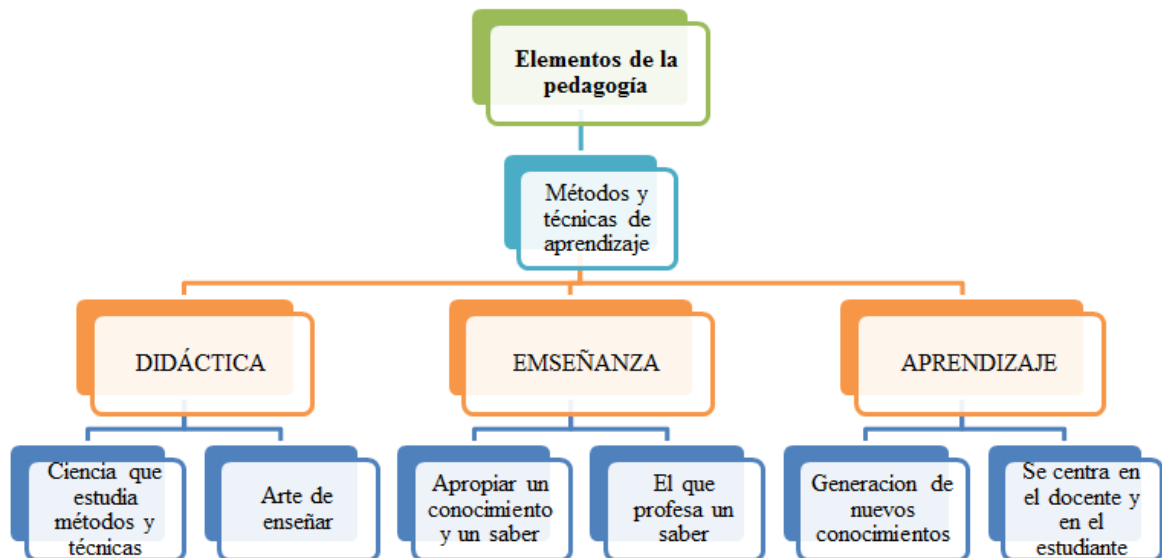 Elementos de la
pedagogía
Métodos y
técnicas de
aprendizaje
DIDÁCTICA
EMSEÑANZA
APRENDIZAJE
Ciencia que
estudia
métodos y
técnicas
Arte de
enseñar
Apropiar un
conocimiento
y un saber
El que
profesa un
saber
Generacion de
nuevos
conocimientos
Se centra en
el docente y
en el
estudiante